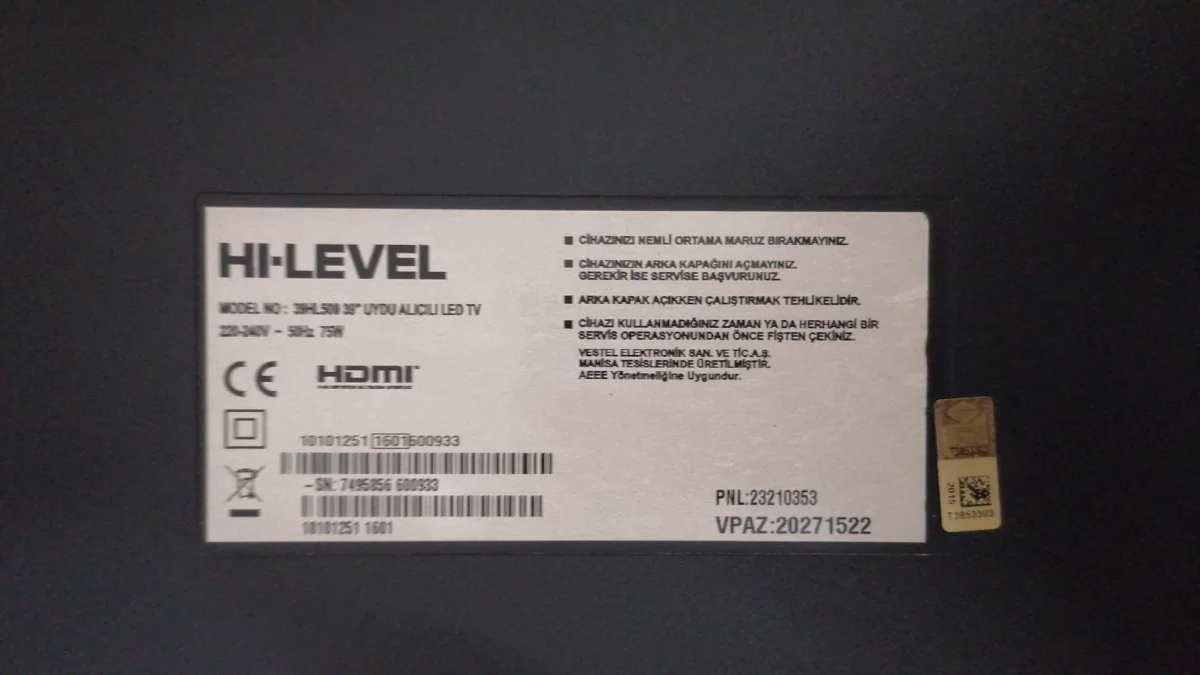 HI-LEVEL
MODEL NO : 39HL500 39" UYDU ALICILI LED TV
220-240V ~ 50Hz 75W
CE HDMI
10101251 1601600933
-SN: 7495856 600933
10101251 1601
■ CİHAZINIZI NEMLİ ORTAMA MARUZ BIRAKMAYINIZ.
■ CİHAZINIZIN ARKA KAPAĞINI AÇMAYINIZ.
GEREKİR İSE SERVİSE BAŞVURUNUZ.
■ ARKA KAPAK AÇIKKEN ÇALIŞTIRMAK TEHLİKELİDİR.
■ CİHAZI KULLANMADIĞINIZ ZAMAN YA DA HERHANGİ BİR
SERVİS OPERASYONUNDAN ÖNCE FİŞTEN ÇEKİNİZ.
VESTEL ELEKTRONİK SAN. VE TİC.A.Ş.
MANİSA TESİSLERİNDE ÜRETİLMİŞTİR.
AEEE Yönetmeliğine Uygundur.
PNL:23210353
VPAZ:20271522
2015